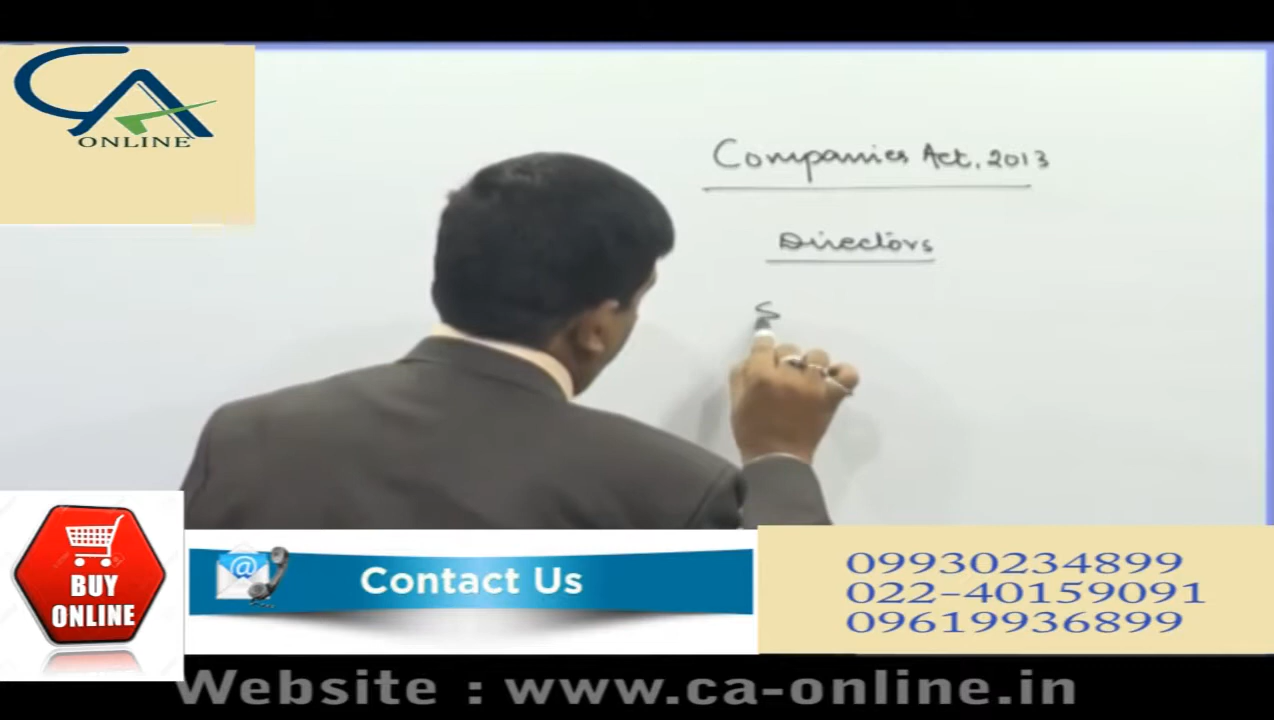 CA
ONLINE
Companies Act, 2013
Directors
S
BUY
ONLINE
@
Contact Us
09930234899
022-40159091
09619936899
Website : www.ca-online.in